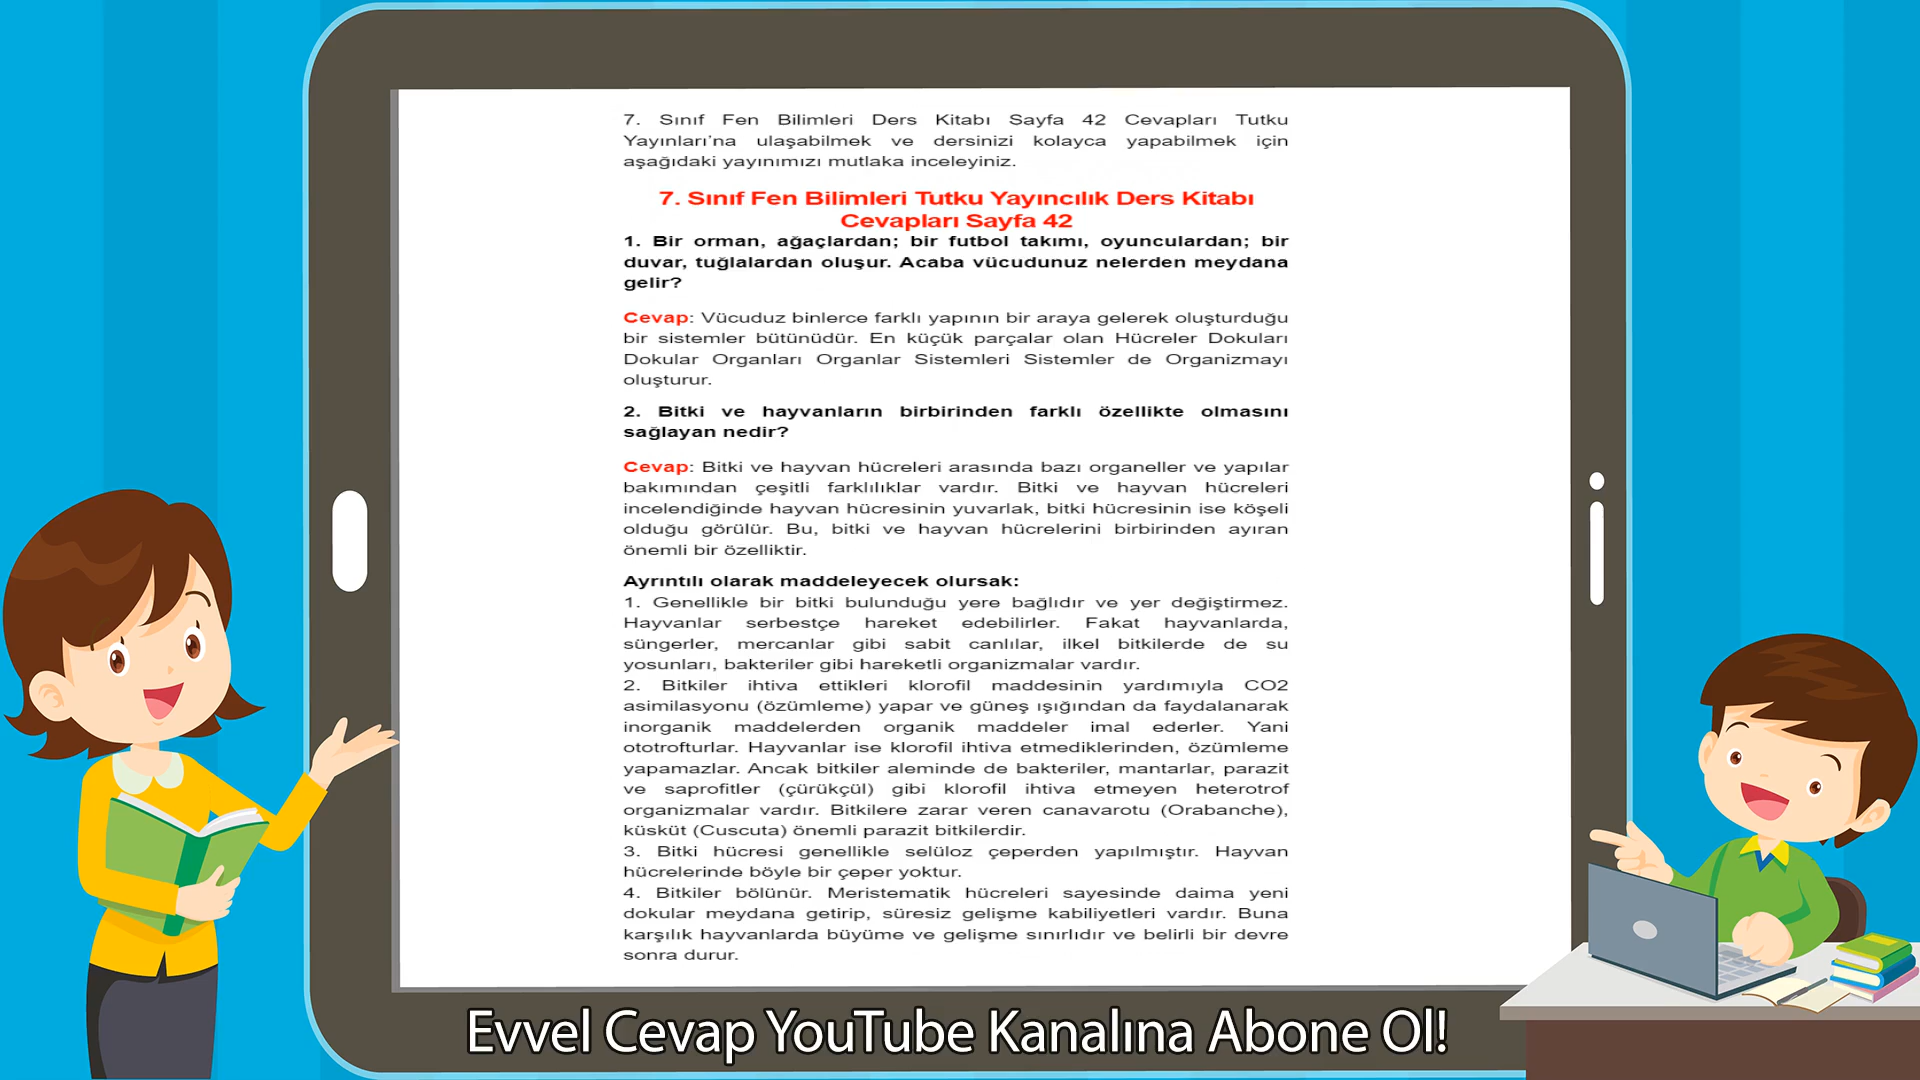 7. Sınıf Fen Bilimleri Ders Kitabı Sayfa 42 Cevapları Tutku
Yayınları'na ulaşabilmek ve dersinizi kolayca yapabilmek için
aşağıdaki yayınımızı mutlaka inceleyiniz.
7. Sınıf Fen Bilimleri Tutku Yayıncılık Ders Kitabı
Cevapları Sayfa 42
1. Bir orman, ağaçlardan; bir futbol takımı, oyunculardan; bir
duvar, tuğlalardan oluşur. Acaba vücudunuz nelerden meydana
gelir?
Cevap: Vücuduz binlerce farklı yapının bir araya gelerek oluşturduğu
bir sistemler bütünüdür. En küçük parçalar olan Hücreler Dokuları
Dokular Organları Organlar Sistemleri Sistemler de Organizmayı
oluşturur.
2. Bitki ve hayvanların birbirinden farklı özellikte olmasını
sağlayan nedir?
Cevap: Bitki ve hayvan hücreleri arasında bazı organeller ve yapılar
bakımından çeşitli farklılıklar vardır. Bitki ve hayvan hücreleri
incelendiğinde hayvan hücresinin yuvarlak, bitki hücresinin ise köşeli
olduğu görülür. Bu, bitki ve hayvan hücrelerini birbirinden ayıran
önemli bir özelliktir.
Ayrıntılı olarak maddeleyecek olursak:
1. Genellikle bir bitki bulunduğu yere bağlıdır ve yer değiştirmez.
Hayvanlar serbestçe hareket edebilirler. Fakat hayvanlarda,
süngerler, mercanlar gibi sabit canlılar, ilkel bitkilerde de su
yosunları, bakteriler gibi hareketli organizmalar vardır.
2. Bitkiler ihtiva ettikleri klorofil maddesinin yardımıyla CO2
asimilasyonu (özümleme) yapar ve güneş ışığından da faydalanarak
inorganik maddelerden organik maddeler imal ederler. Yani
ototrofturlar. Hayvanlar ise klorofil ihtiva etmediklerinden, özümleme
yapamazlar. Ancak bitkiler aleminde de bakteriler, mantarlar, parazit
ve saprofitler (çürükçül) gibi klorofil ihtiva etmeyen heterotrof
organizmalar vardır. Bitkilere zarar veren canavarotu (Orabanche),
küsküt (Cuscuta) önemli parazit bitkilerdir.
3. Bitki hücresi genellikle selüloz çeperden yapılmıştır. Hayvan
hücrelerinde böyle bir çeper yoktur.
4. Bitkiler bölünür. Meristematik hücreleri sayesinde daima yeni
dokular meydana getirip, süresiz gelişme kabiliyetleri vardır. Buna
karşılık hayvanlarda büyüme ve gelişme sınırlıdır ve belirli bir devre
sonra durur.
Evvel Cevap YouTube Kanalına Abone Ol!